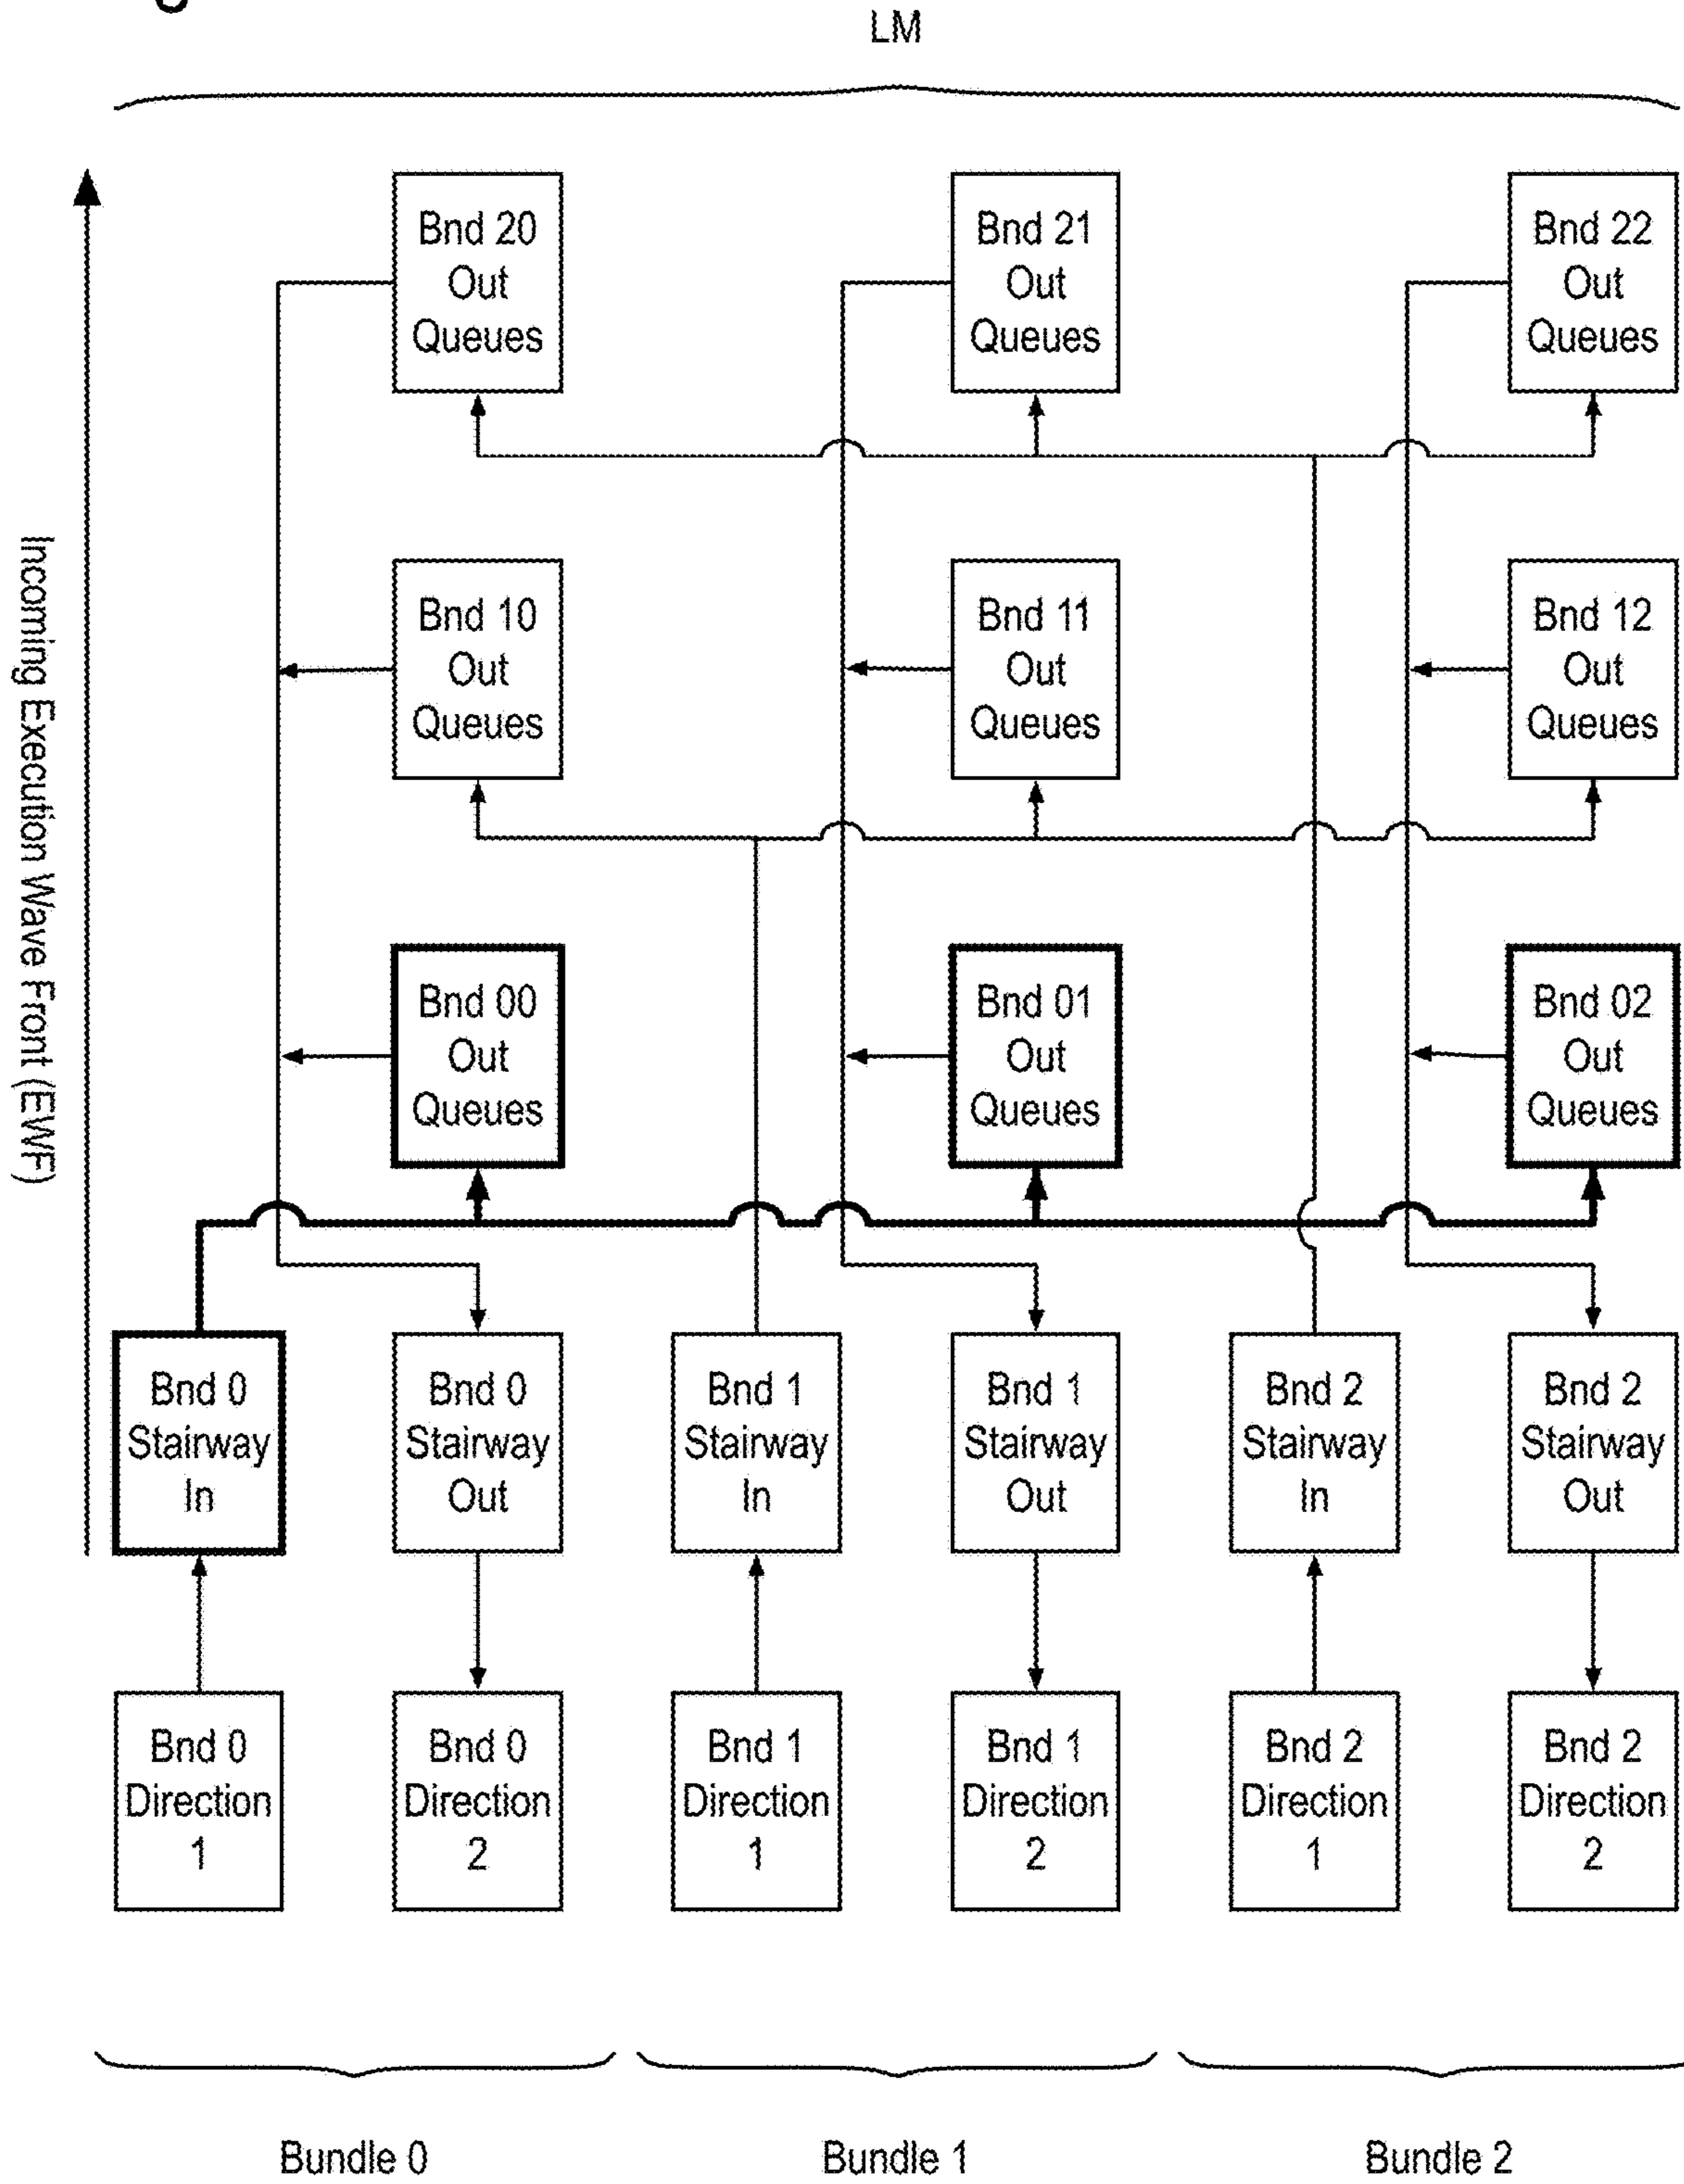 LM
Bnd 20
Out
Queues
Bnd 21
Out
Queues
Bnd 22
Out
Queues
Bnd 10
Out
Queues
Bnd 11
Out
Queues
Bnd 12
Out
Queues
Incoming Execution Wave Front (EWF)
Bnd 00
Out
Queues
Bnd 01
Out
Queues
Bnd 02
Out
Queues
Bnd 0
Stairway
In
Bnd 0
Stairway
Out
Bnd 1
Stairway
In
Bnd 1
Stairway
Out
Bnd 2
Stairway
In
Bnd 2
Stairway
Out
Bnd 0
Direction
1
Bnd 0
Direction
2
Bnd 1
Direction
1
Bnd 1
Direction
2
Bnd 2
Direction
1
Bnd 2
Direction
2
Bundle 0
Bundle 1
Bundle 2